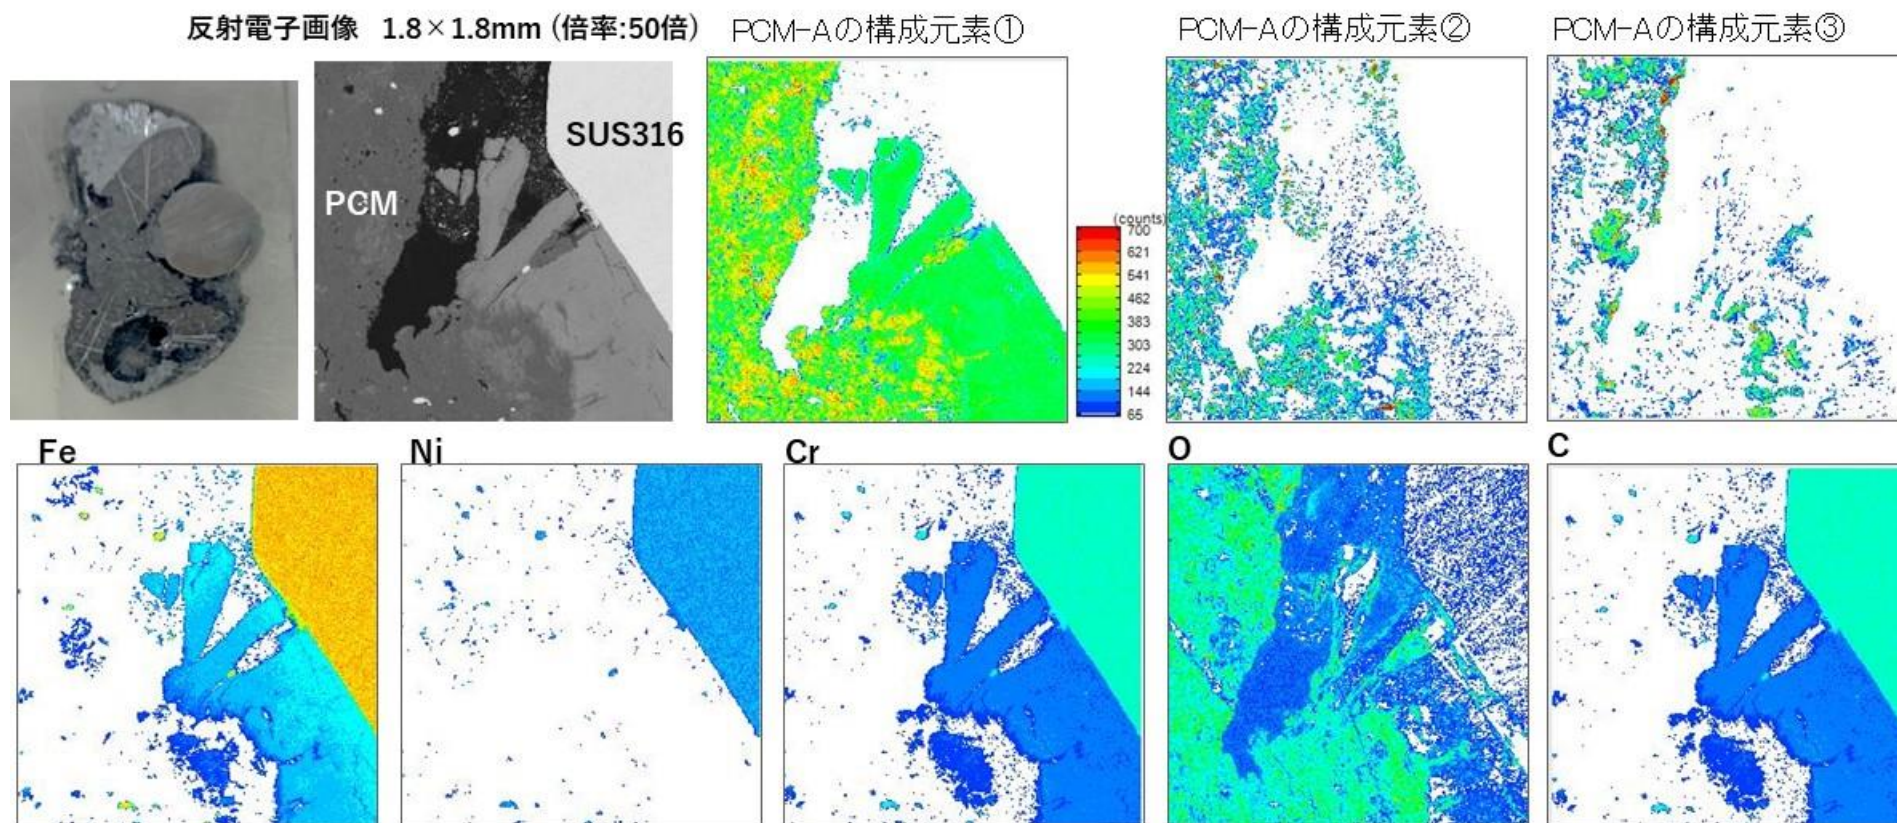 反射電子画像 1.8×1.8mm (倍率:50倍)
PCM-Aの構成元素①
PCM-Aの構成元素②
PCM-Aの構成元素③
SUS316
PCM
(counts)
700
621
541
462
383
303
224
144
65
Fe
Ni
Cr
O
C